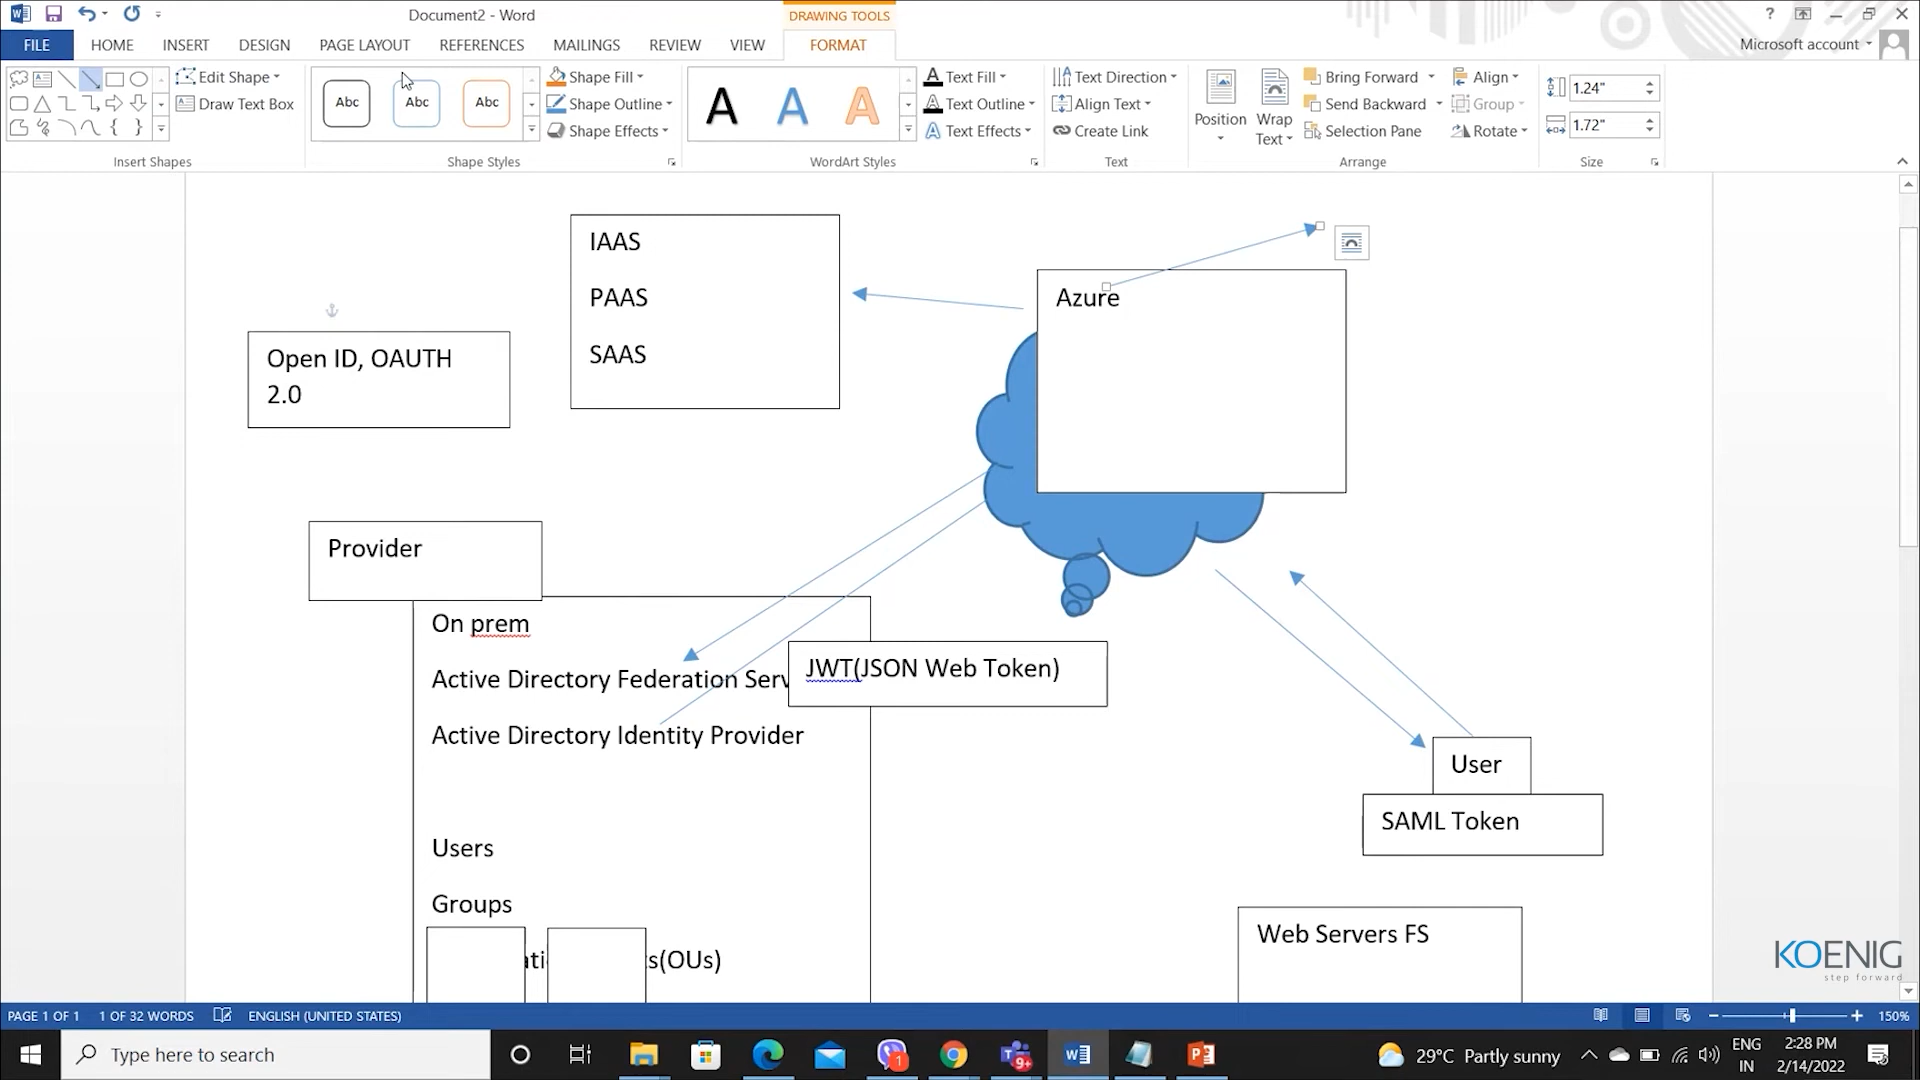 Document2 - Word
DRAWING TOOLS
?
FILE
HOME
INSERT
DESIGN
PAGE LAYOUT
REFERENCES
MAILINGS
REVIEW
VIEW
FORMAT
Microsoft account
Edit Shape
Draw Text Box
Insert Shapes
Abc
Abc
Abc
Shape Fill
Shape Outline
Shape Effects
Shape Styles
A
A
A
Text Fill
Text Outline
Text Effects
WordArt Styles
Text Direction
Align Text
Create Link
Text
Position
Wrap
Text
Bring Forward
Send Backward
Selection Pane
Align
Group
Rotate
Arrange
1.24"
1.72"
Size
IAAS
PAAS
SAAS
Azure
Open ID, OAUTH
2.0
Provider
On prem
Active Directory Federation Serv
Active Directory Identity Provider
JWT(JSON Web Token)
Users
Groups
ati
s(OUs)
User
SAML Token
Web Servers FS
KOENIG
step forward
PAGE 1 OF 1
1 OF 32 WORDS
ENGLISH (UNITED STATES)
150%
Type here to search
1
9+
29°C Partly sunny
ENG
IN
2:28 PM
2/14/2022